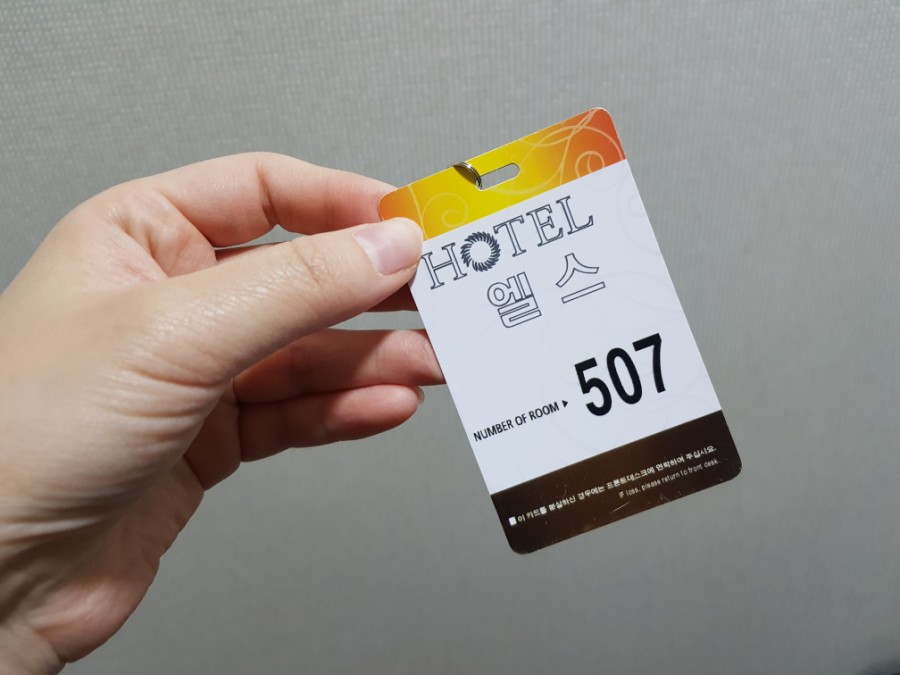 HOTEL
엘스
NUMBER OF ROOM ▶ 507
■ 이 카드를 분실하신 경우에는 프론트데스크에 연락하여 주십시요.
IF loss, please return to front desk.